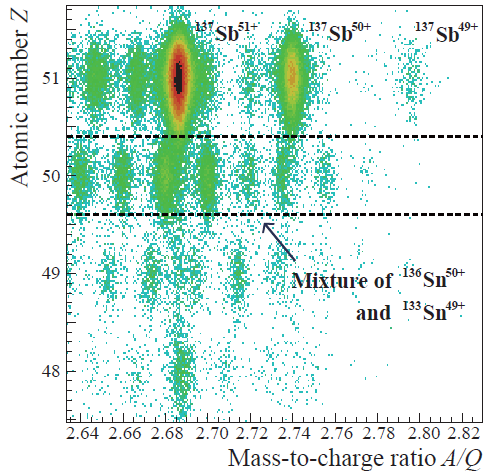 ¹³⁷Sb⁵¹⁺ ¹³⁷Sb⁵⁰⁺ ¹³⁷Sb⁴⁹⁺
Atomic number Z
51
50
49
48
Mixture of ¹³⁶Sn⁵⁰⁺
and ¹³³Sn⁴⁹⁺
2.64 2.66 2.68 2.70 2.72 2.74 2.76 2.78 2.80 2.82
Mass-to-charge ratio A/Q